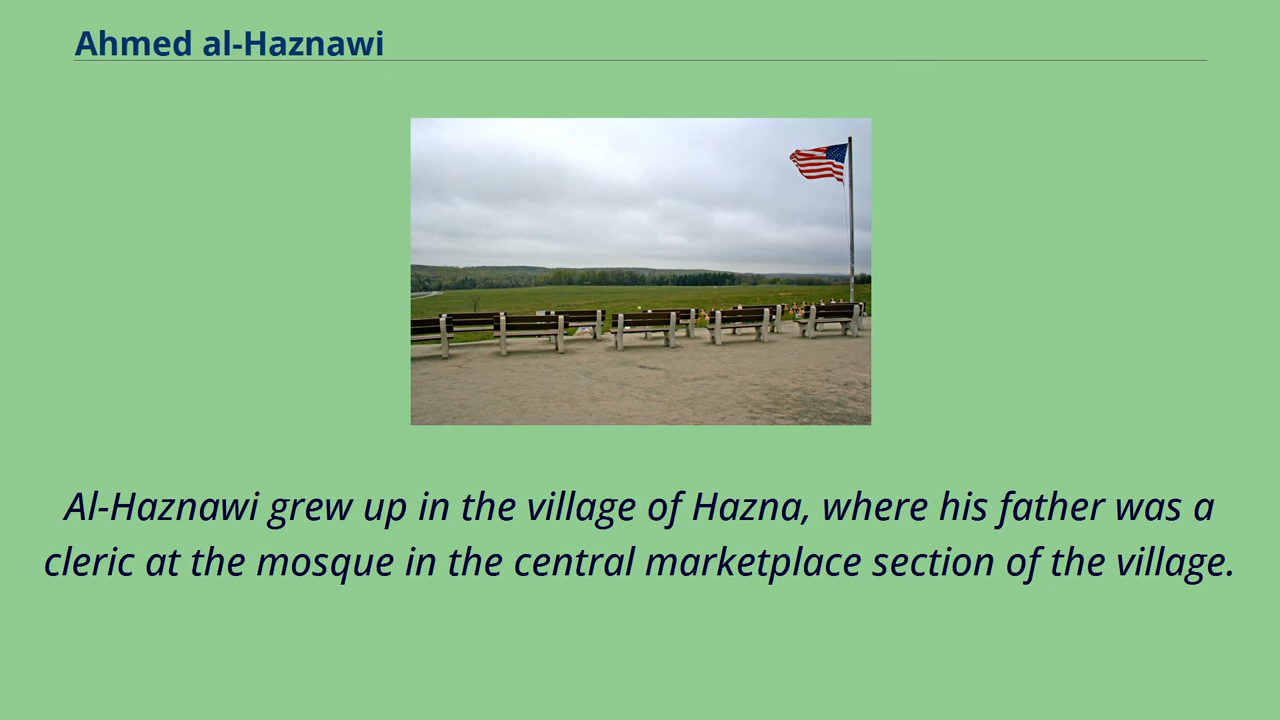 Ahmed al-Haznawi
Al-Haznawi grew up in the village of Hazna, where his father was a
cleric at the mosque in the central marketplace section of the village.